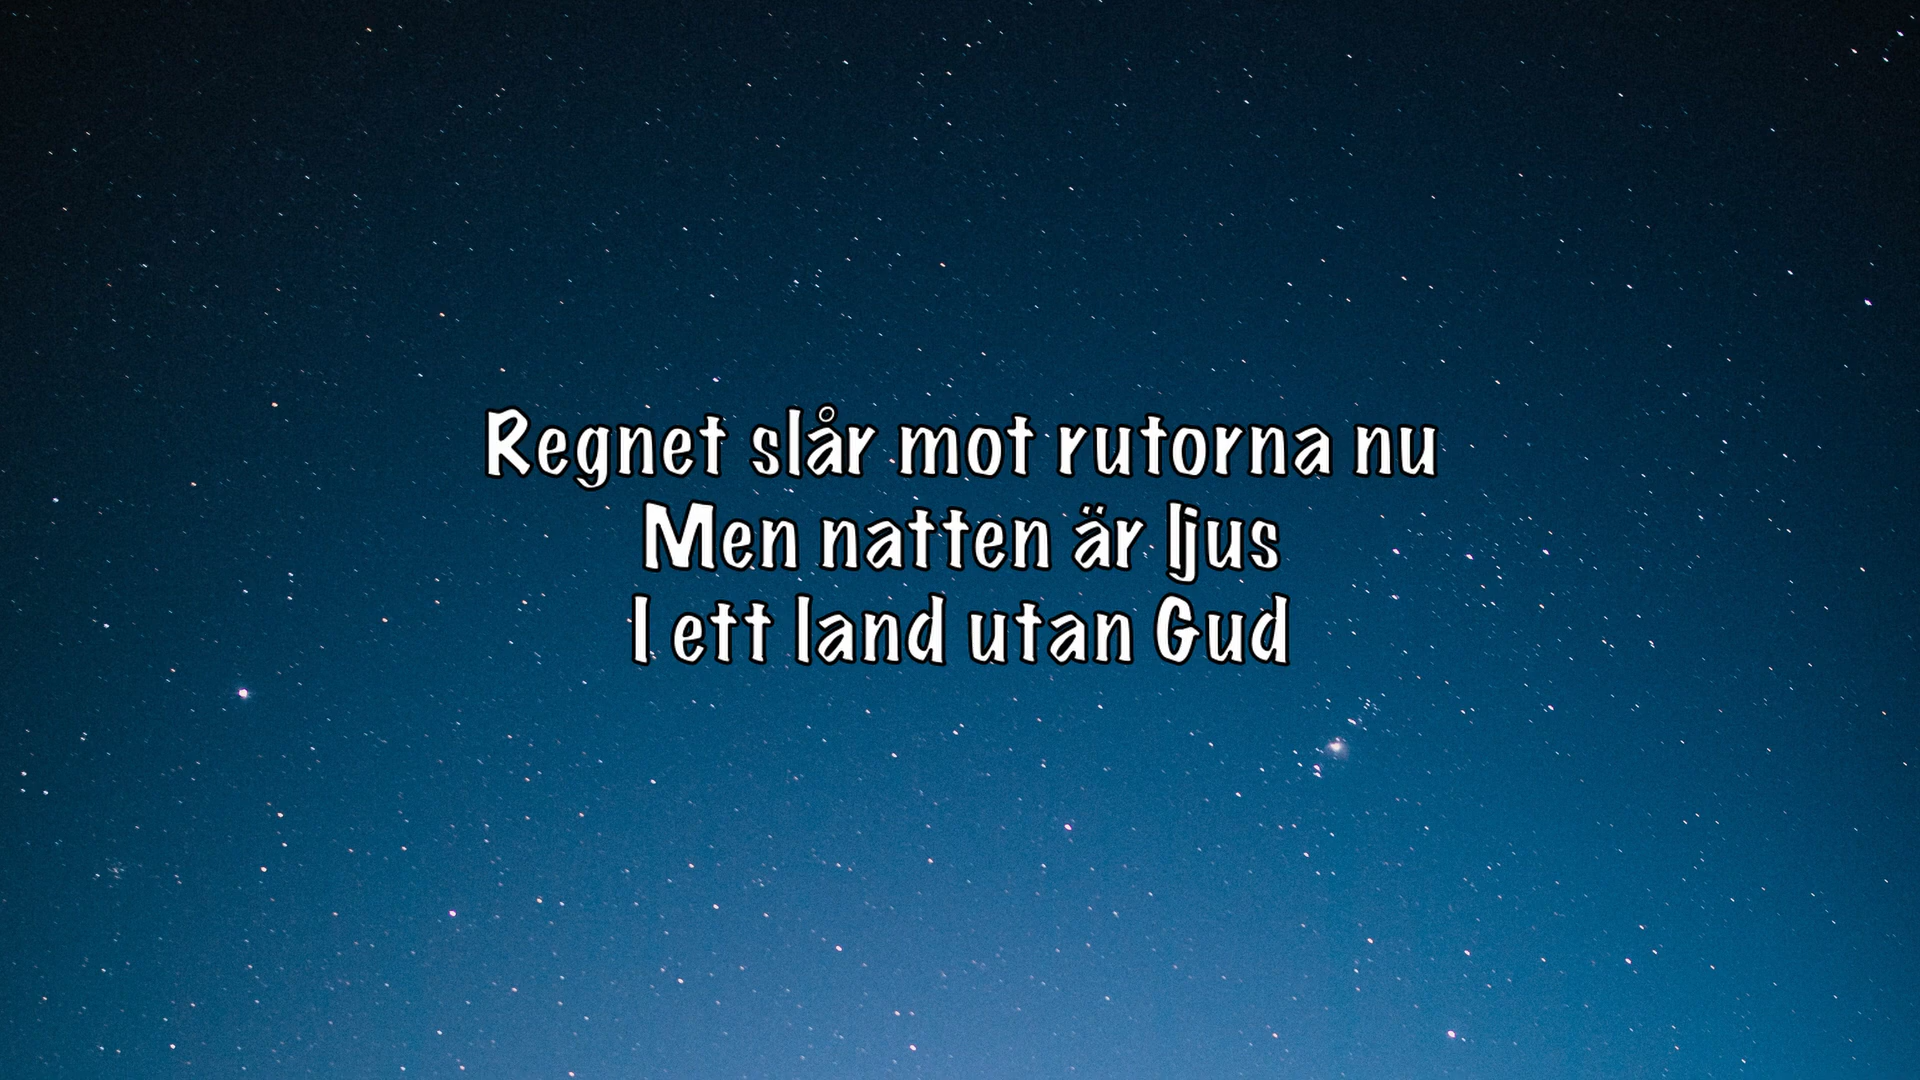 Regnet slår mot rutorna nu
Men natten är ljus
I ett land utan Gud